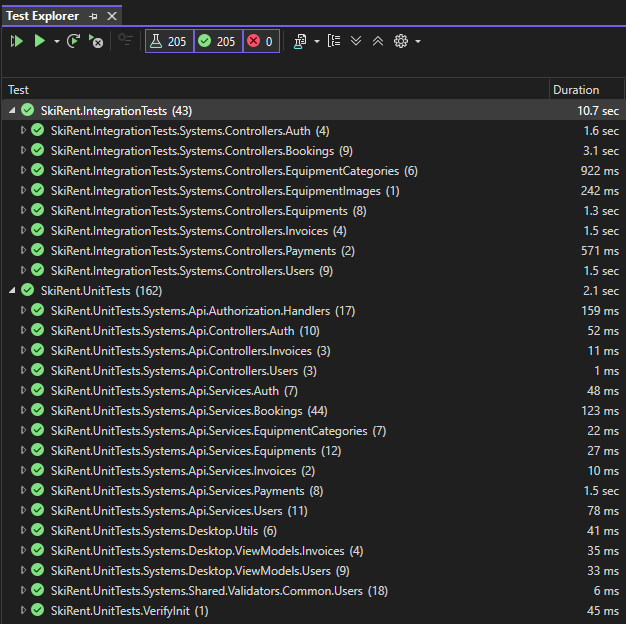 Test Explorer
205 205 0
Test Duration
SkiRent.IntegrationTests (43) 10.7 sec
SkiRent.IntegrationTests.Systems.Controllers.Auth (4) 1.6 sec
SkiRent.IntegrationTests.Systems.Controllers.Bookings (9) 3.1 sec
SkiRent.IntegrationTests.Systems.Controllers.EquipmentCategories (6) 922 ms
SkiRent.IntegrationTests.Systems.Controllers.EquipmentImages (1) 242 ms
SkiRent.IntegrationTests.Systems.Controllers.Equipments (8) 1.3 sec
SkiRent.IntegrationTests.Systems.Controllers.Invoices (4) 1.5 sec
SkiRent.IntegrationTests.Systems.Controllers.Payments (2) 571 ms
SkiRent.IntegrationTests.Systems.Controllers.Users (9) 1.5 sec
SkiRent.UnitTests (162) 2.1 sec
SkiRent.UnitTests.Systems.Api.Authorization.Handlers (17) 159 ms
SkiRent.UnitTests.Systems.Api.Controllers.Auth (10) 52 ms
SkiRent.UnitTests.Systems.Api.Controllers.Invoices (3) 11 ms
SkiRent.UnitTests.Systems.Api.Controllers.Users (3) 1 ms
SkiRent.UnitTests.Systems.Api.Services.Auth (7) 48 ms
SkiRent.UnitTests.Systems.Api.Services.Bookings (44) 123 ms
SkiRent.UnitTests.Systems.Api.Services.EquipmentCategories (7) 22 ms
SkiRent.UnitTests.Systems.Api.Services.Equipments (12) 27 ms
SkiRent.UnitTests.Systems.Api.Services.Invoices (2) 10 ms
SkiRent.UnitTests.Systems.Api.Services.Payments (8) 1.5 sec
SkiRent.UnitTests.Systems.Api.Services.Users (11) 78 ms
SkiRent.UnitTests.Systems.Desktop.Utils (6) 41 ms
SkiRent.UnitTests.Systems.Desktop.ViewModels.Invoices (4) 35 ms
SkiRent.UnitTests.Systems.Desktop.ViewModels.Users (9) 33 ms
SkiRent.UnitTests.Systems.Shared.Validators.Common.Users (18) 6 ms
SkiRent.UnitTests.VerifyInit (1) 45 ms